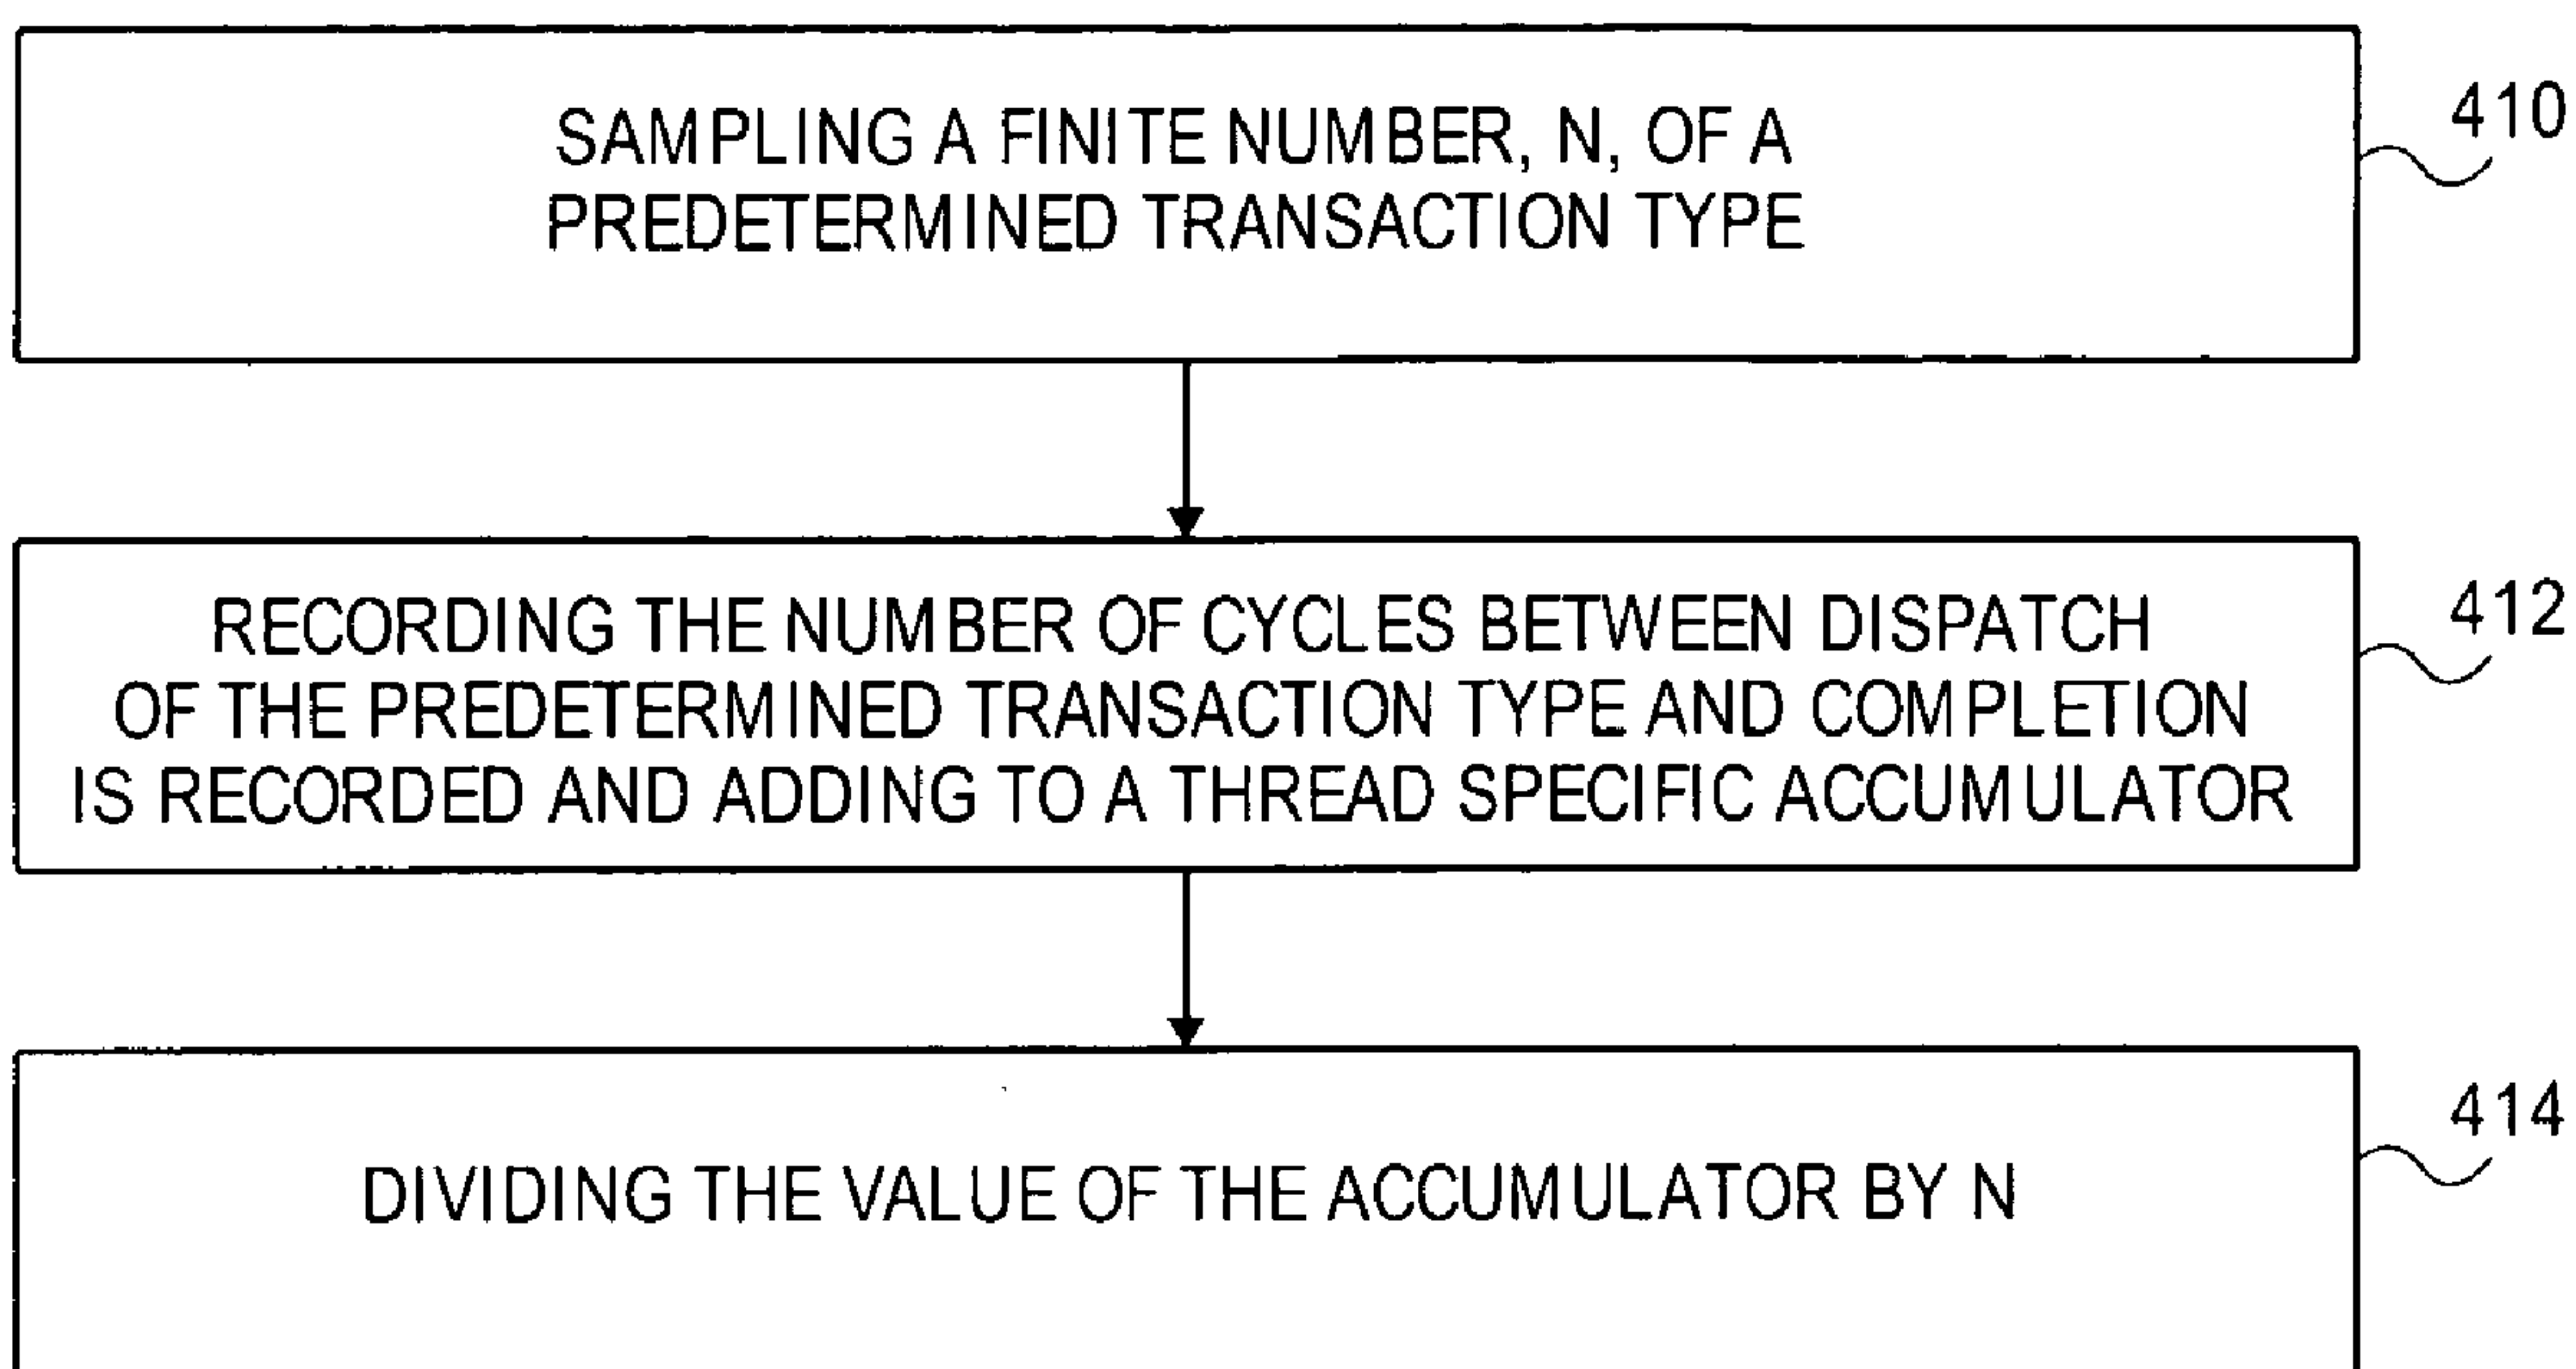 SAMPLING A FINITE NUMBER, N, OF A
PREDETERMINED TRANSACTION TYPE
410
RECORDING THE NUMBER OF CYCLES BETWEEN DISPATCH
OF THE PREDETERMINED TRANSACTION TYPE AND COMPLETION
IS RECORDED AND ADDING TO A THREAD SPECIFIC ACCUMULATOR
412
DIVIDING THE VALUE OF THE ACCUMULATOR BY N
414